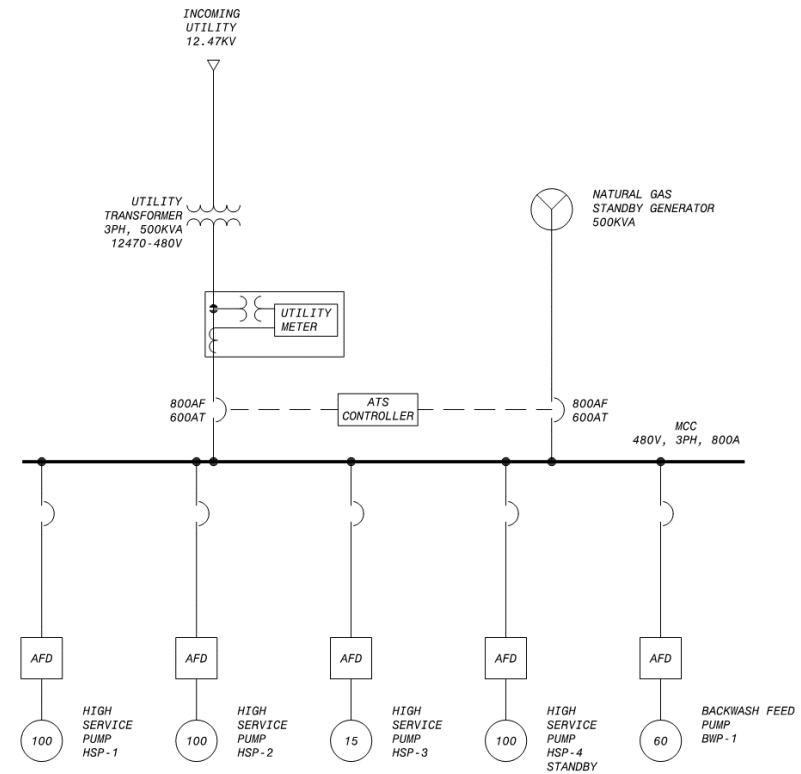 INCOMING
UTILITY
12.47KV
UTILITY
TRANSFORMER
3PH, 500KVA
12470-480V
NATURAL GAS
STANDBY GENERATOR
500KVA
UTILITY
METER
800AF
600AT
ATS
CONTROLLER
800AF
600AT
MCC
480V, 3PH, 800A
AFD
AFD
AFD
AFD
AFD
100
HIGH
SERVICE
PUMP
HSP-1
100
HIGH
SERVICE
PUMP
HSP-2
15
HIGH
SERVICE
PUMP
HSP-3
100
HIGH
SERVICE
PUMP
HSP-4
STANDBY
60
BACKWASH FEED
PUMP
BWP-1